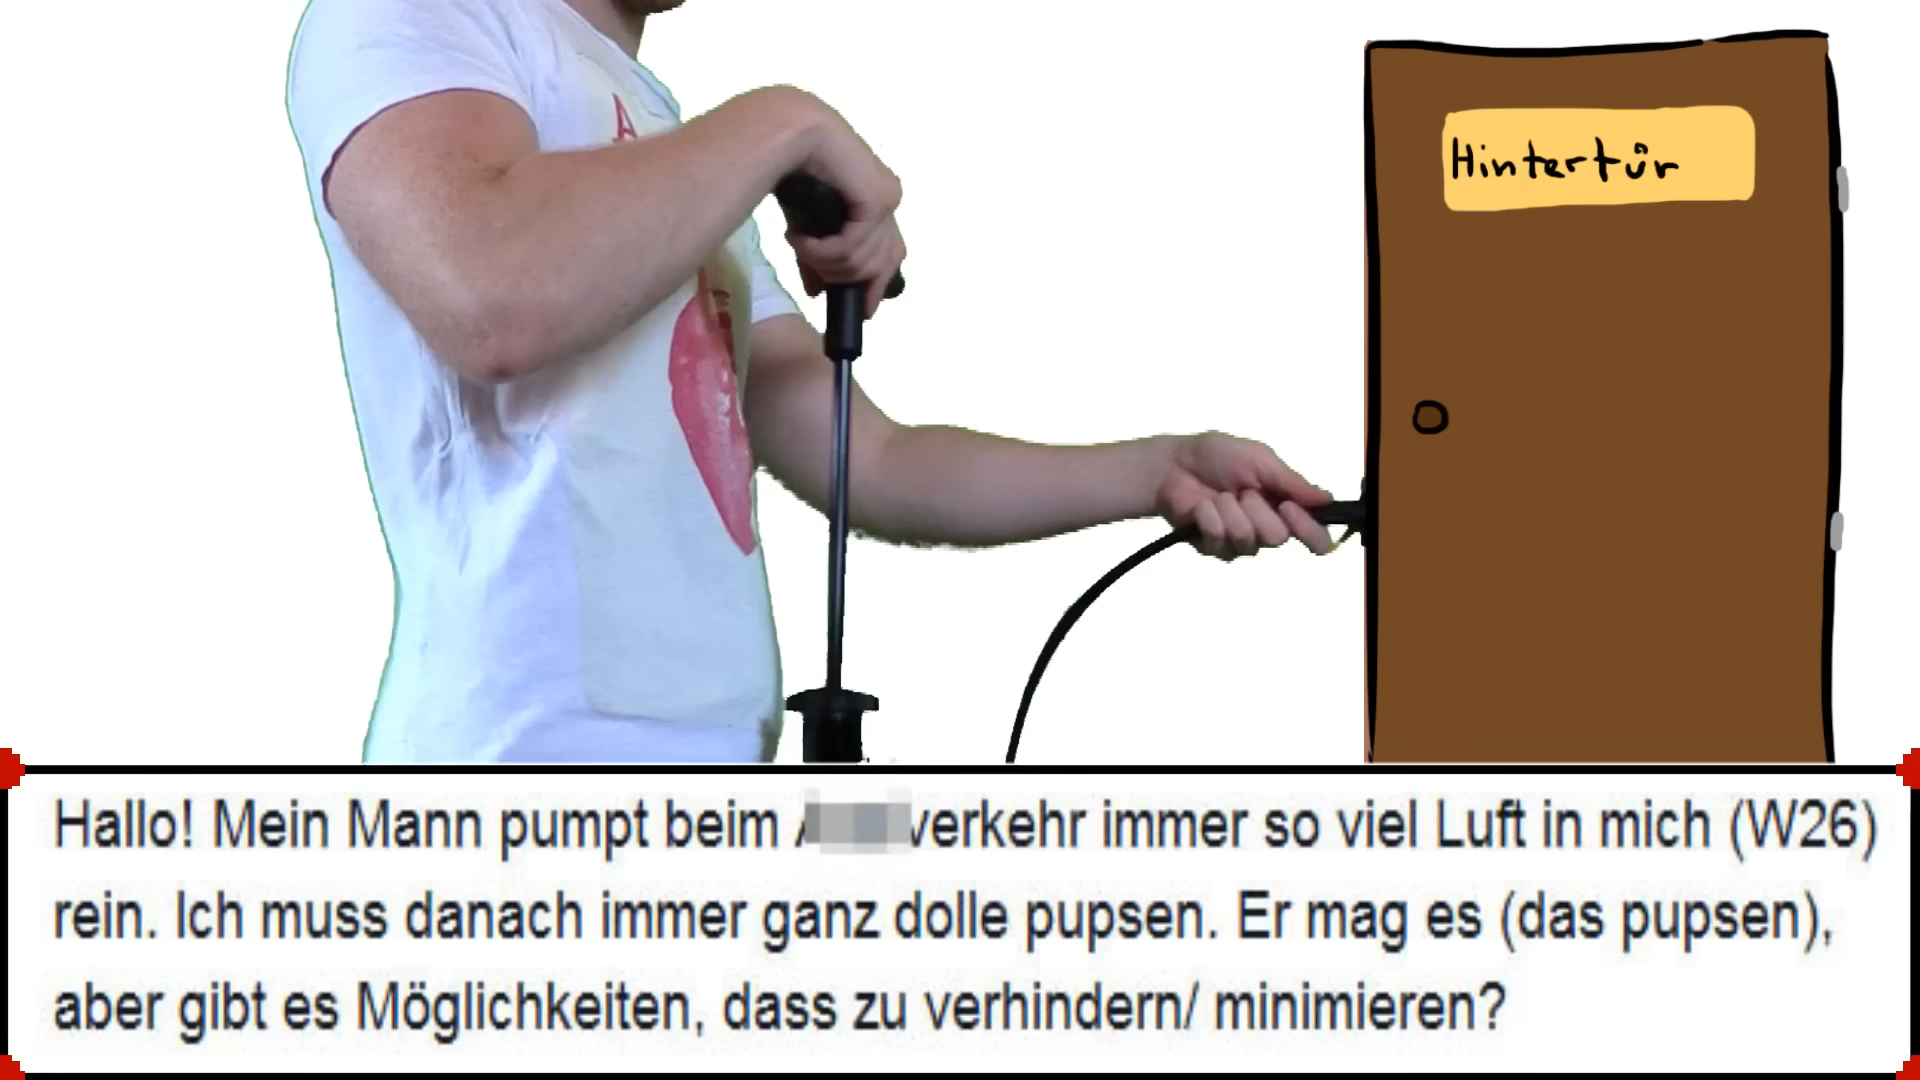 Hintertür
Hallo! Mein Mann pumpt beim verkehr immer so viel Luft in mich (W26)
rein. Ich muss danach immer ganz dolle pupsen. Er mag es (das pupsen),
aber gibt es Möglichkeiten, dass zu verhindern/ minimieren?